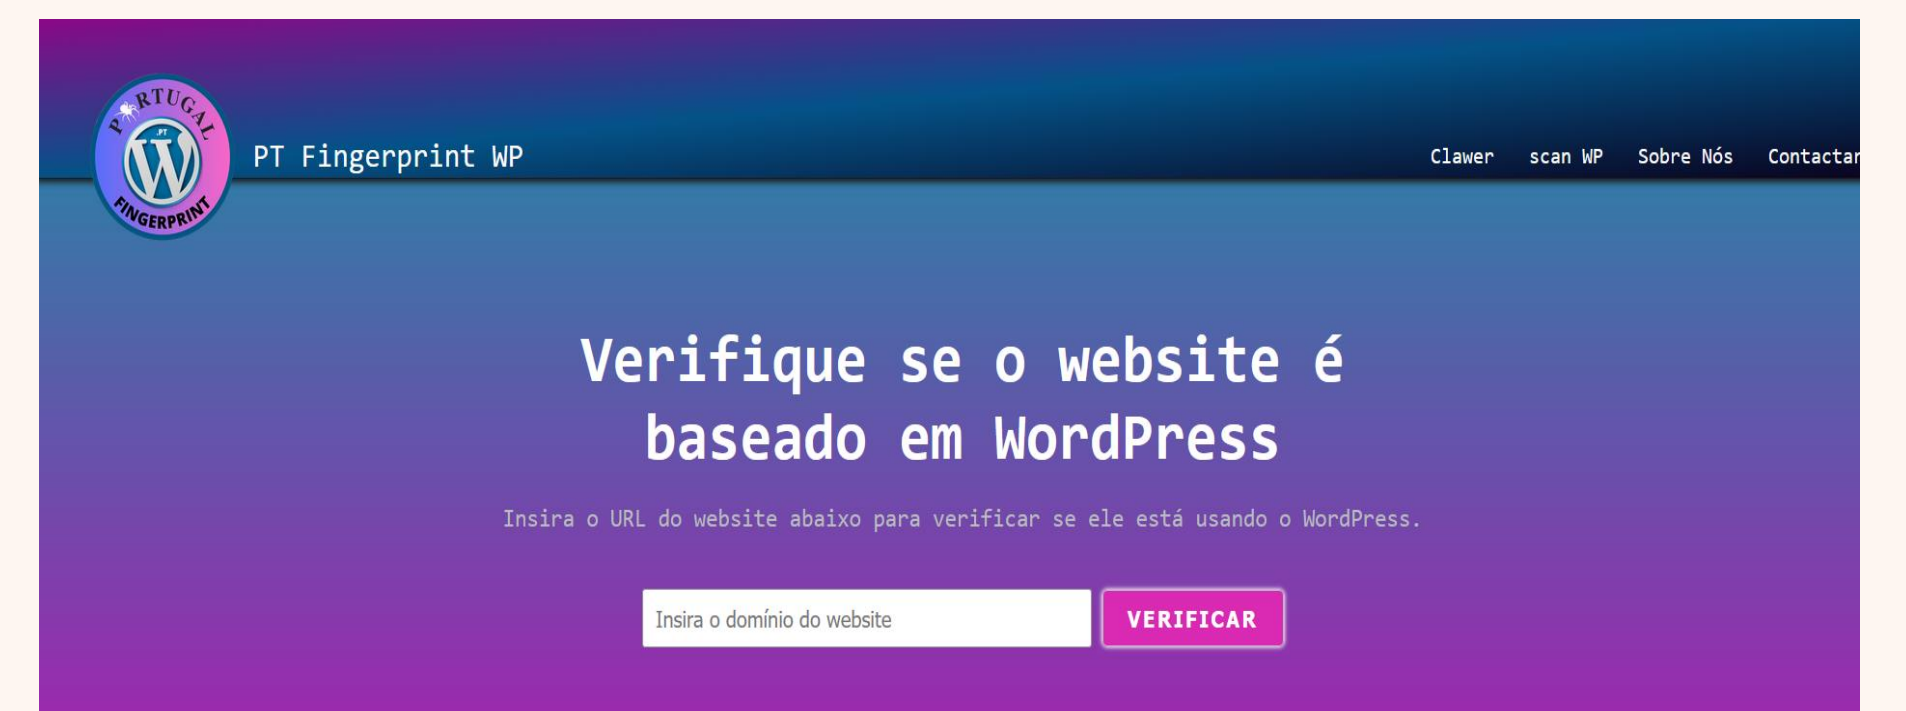 PORTUGAL
.PT
W
FINGERPRINT
PT Fingerprint WP
Clawer scan WP Sobre Nós Contactar
Verifique se o website é
baseado em WordPress
Insira o URL do website abaixo para verificar se ele está usando o WordPress.
Insira o domínio do website
VERIFICAR